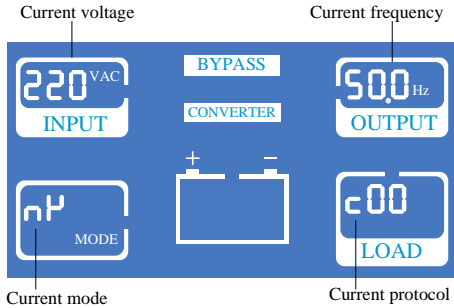 Current voltage
Current frequency
220 VAC
INPUT
BYPASS
CONVERTER
50.0 Hz
OUTPUT
+ −
nP
MODE
c00
LOAD
Current mode
Current protocol